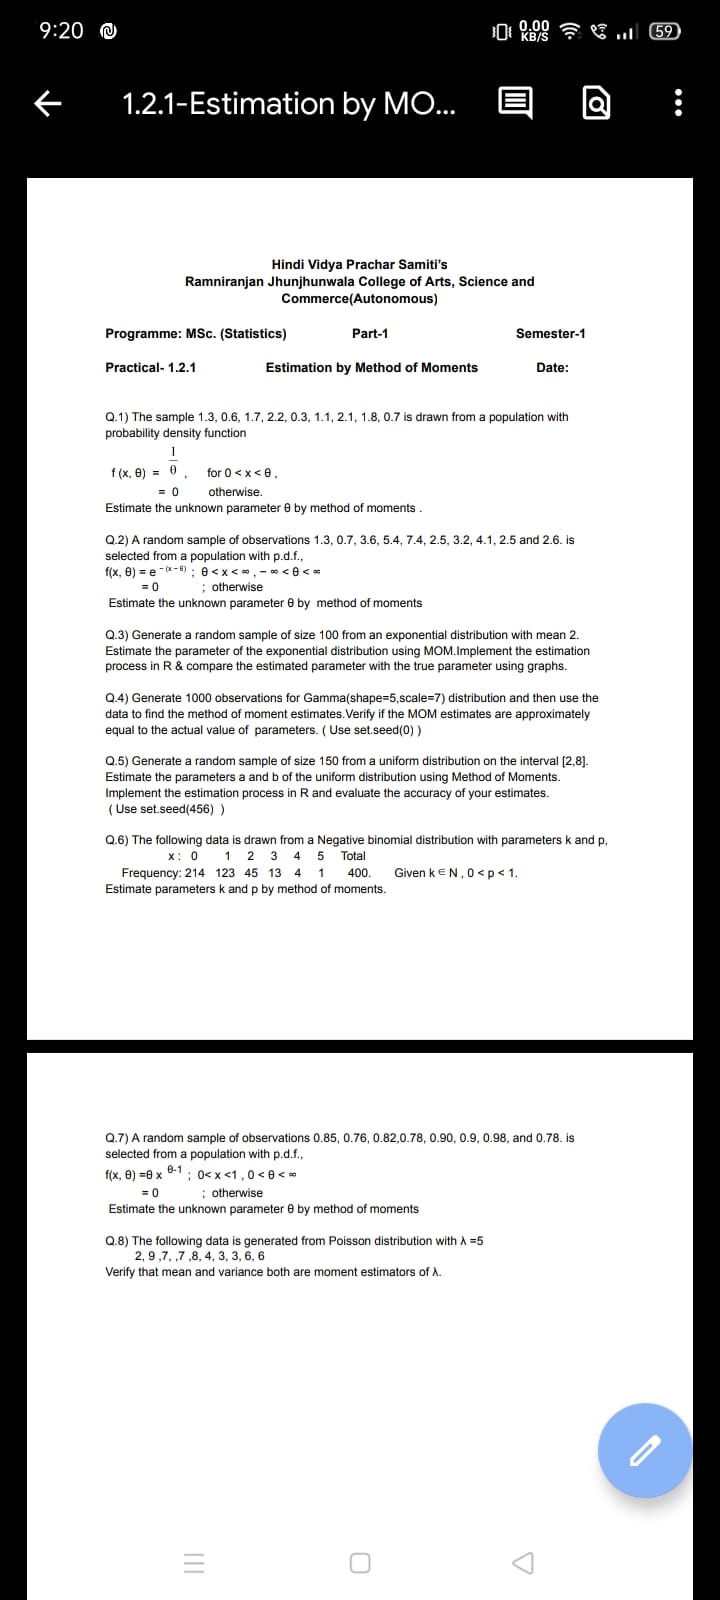 9:20
0.00
KB/S
59
1.2.1-Estimation by MO...
Hindi Vidya Prachar Samiti's
Ramniranjan Jhunjhunwala College of Arts, Science and
Commerce(Autonomous)
Programme: MSc. (Statistics) Part-1 Semester-1
Practical- 1.2.1 Estimation by Method of Moments Date:
Q.1) The sample 1.3, 0.6, 1.7, 2.2, 0.3, 1.1, 2.1, 1.8, 0.7 is drawn from a population with
probability density function
f (x, θ) = 1/θ , for 0 < x < θ ,
= 0 otherwise.
Estimate the unknown parameter θ by method of moments .
Q.2) A random sample of observations 1.3, 0.7, 3.6, 5.4, 7.4, 2.5, 3.2, 4.1, 2.5 and 2.6. is
selected from a population with p.d.f.,
f(x, θ) = e ^-(x-θ) ; θ < x < ∞ , - ∞ < θ < ∞
= 0 ; otherwise
Estimate the unknown parameter θ by method of moments
Q.3) Generate a random sample of size 100 from an exponential distribution with mean 2.
Estimate the parameter of the exponential distribution using MOM.Implement the estimation
process in R & compare the estimated parameter with the true parameter using graphs.
Q.4) Generate 1000 observations for Gamma(shape=5,scale=7) distribution and then use the
data to find the method of moment estimates.Verify if the MOM estimates are approximately
equal to the actual value of parameters. ( Use set.seed(0) )
Q.5) Generate a random sample of size 150 from a uniform distribution on the interval [2,8].
Estimate the parameters a and b of the uniform distribution using Method of Moments.
Implement the estimation process in R and evaluate the accuracy of your estimates.
( Use set.seed(456) )
Q.6) The following data is drawn from a Negative binomial distribution with parameters k and p,
x: 0 1 2 3 4 5 Total
Frequency: 214 123 45 13 4 1 400. Given k ∈ N , 0 < p < 1.
Estimate parameters k and p by method of moments.
Q.7) A random sample of observations 0.85, 0.76, 0.82,0.78, 0.90, 0.9, 0.98, and 0.78. is
selected from a population with p.d.f.,
f(x, θ) =θ x ^θ-1 ; 0< x <1 , 0 < θ < ∞
= 0 ; otherwise
Estimate the unknown parameter θ by method of moments
Q.8) The following data is generated from Poisson distribution with λ =5
2, 9 ,7, ,7 ,8, 4, 3, 3, 6, 6
Verify that mean and variance both are moment estimators of λ.